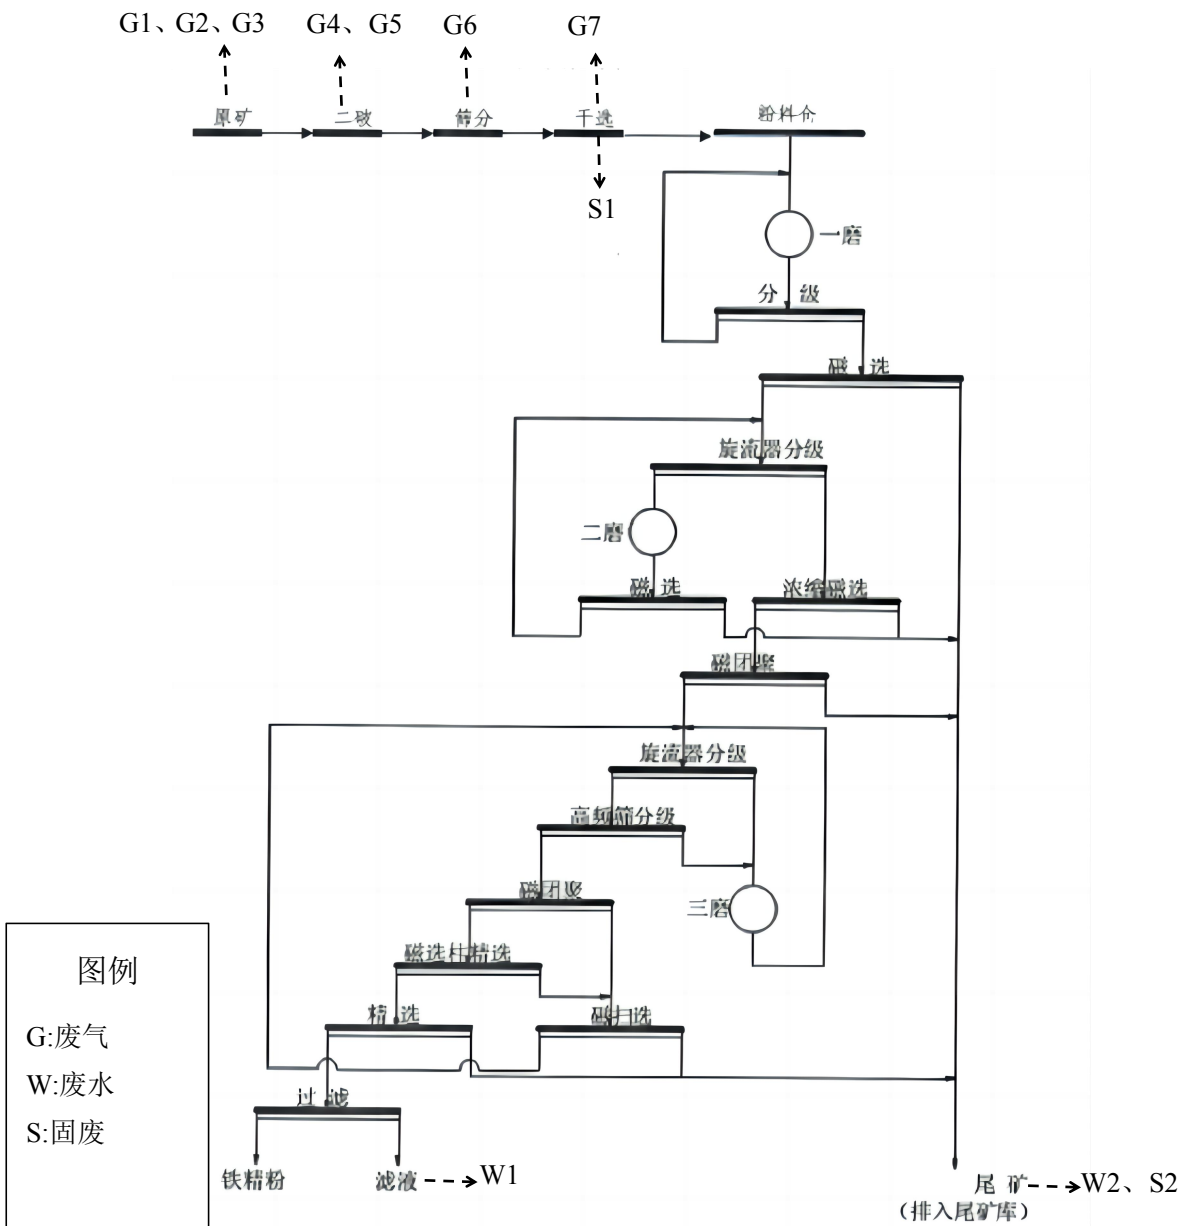 G1、G2、G3
G4、G5
G6
G7
原矿
二破
筛分
干选
粉料仓
S1
一磨
分 级
磁 选
旋流器分级
二磨
磁 选
浓缩磁选
磁团聚
旋流器分级
高频筛分级
磁团聚
三磨
磁选柱精选
精 选
磁扫选
过 滤
铁精粉
滤液
W1
尾 矿
W2、S2
(排入尾矿库)
图例
G:废气
W:废水
S:固废